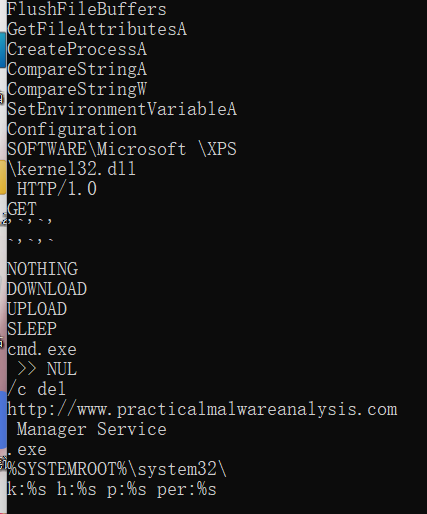 FlushFileBuffers
GetFileAttributesA
CreateProcessA
CompareStringA
CompareStringW
SetEnvironmentVariableA
Configuration
SOFTWARE\Microsoft \XPS
\kernel32.dll
 HTTP/1.0
GET
'`'`'
`'`'`
NOTHING
DOWNLOAD
UPLOAD
SLEEP
cmd.exe
 >> NUL
/c del
http://www.practicalmalwareanalysis.com
 Manager Service
.exe
%SYSTEMROOT%\system32\
k:%s h:%s p:%s per:%s